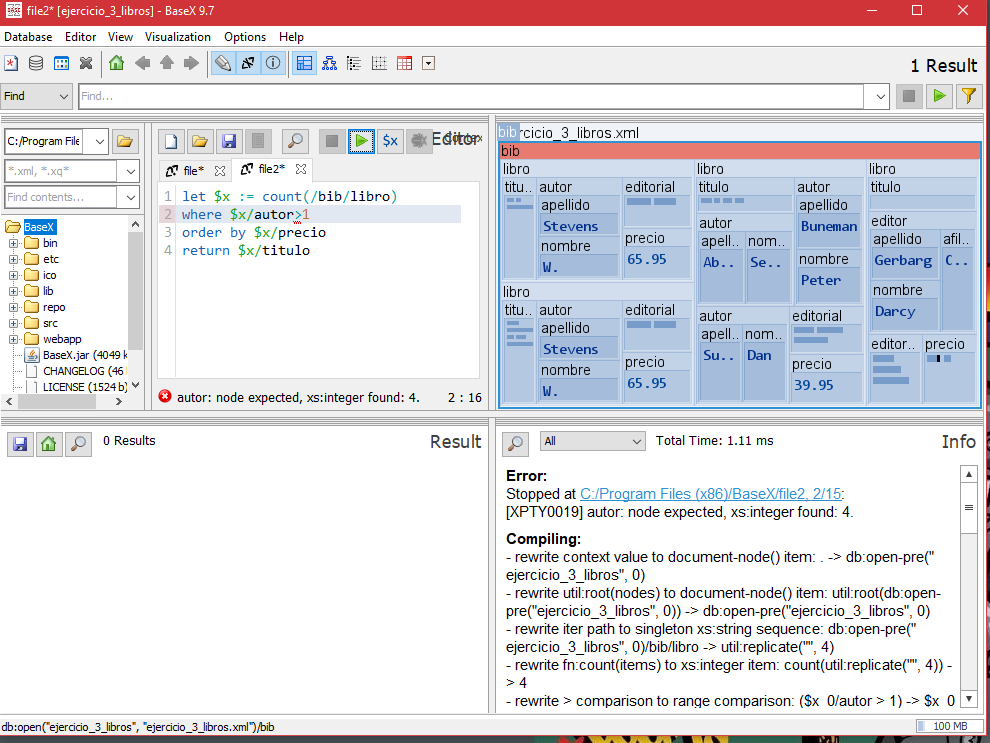 file2* [ejercicio_3_libros] - BaseX 9.7
Database Editor View Visualization Options Help
1 Result
Find Find...
C:/Program File
*.xml, *.xq*
Find contents...
BaseX
bin
etc
ico
lib
repo
src
webapp
BaseX.jar (4049 k
CHANGELOG (46
LICENSE (1524 b)
$x Editor
file* file2*
1 let $x := count(/bib/libro)
2 where $x/autor>1
3 order by $x/precio
4 return $x/titulo
autor: node expected, xs:integer found: 4. 2 : 16
bib rcicio_3_libros.xml
bib
libro
titu.. autor editorial
apellido
Stevens
nombre precio
W. 65.95
libro
titu.. autor editorial
apellido
Stevens
nombre precio
W. 65.95
libro
titulo autor
apellido
autor Buneman
apell.. nom..
Ab.. Se.. nombre
Peter
autor editorial
apell.. nom..
Su.. Dan precio
39.95
libro
titulo
editor
apellido afil..
Gerbarg C..
nombre
Darcy
editor.. precio
0 Results Result
All Total Time: 1.11 ms Info
Error:
Stopped at C:/Program Files (x86)/BaseX/file2, 2/15:
[XPTY0019] autor: node expected, xs:integer found: 4.
Compiling:
- rewrite context value to document-node() item: . -> db:open-pre("
ejercicio_3_libros", 0)
- rewrite util:root(nodes) to document-node() item: util:root(db:open-
pre("ejercicio_3_libros", 0)) -> db:open-pre("ejercicio_3_libros", 0)
- rewrite iter path to singleton xs:string sequence: db:open-pre("
ejercicio_3_libros", 0)/bib/libro -> util:replicate("", 4)
- rewrite fn:count(items) to xs:integer item: count(util:replicate("", 4)) -
> 4
- rewrite > comparison to range comparison: ($x_0/autor > 1) -> $x_0
db:open("ejercicio_3_libros", "ejercicio_3_libros.xml")/bib 100 MB